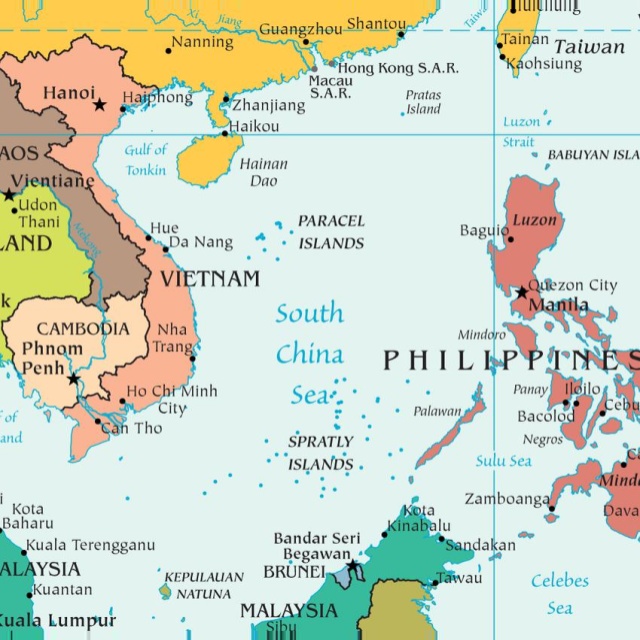 Xi
Jiang
Guangzhou
Shantou
Nanning
Taiwan
Tainan
Taiwan
Kaohsiung
Hong Kong S.A.R.
Macau
S.A.R.
Hanoi
Haiphong
Zhanjiang
Pratas
Island
Haikou
Luzon
Strait
Gulf of
Tonkin
Hainan
Dao
BABUYAN ISLA
AOS
Vientiane
Udon
Thani
LAND
Mekong
Hue
Da Nang
PARACEL
ISLANDS
Luzon
Baguio
VIETNAM
Quezon City
Manila
South
China
Sea
k
CAMBODIA
Phnom
Penh
Nha
Trang
Mindoro
PHILIPPINES
Ho Chi Minh
City
Can Tho
f of
and
Panay
Iloilo
Bacolod
Cebu
Negros
Palawan
SPRATLY
ISLANDS
Sulu Sea
Ca
Minda
Zamboanga
Dava
i
Kota
Baharu
Kota
Kinabalu
Bandar Seri
Begawan
Sandakan
Kuala Terengganu
ALAYSIA
BRUNEI
KEPULAUAN
NATUNA
Tawau
Kuantan
Celebes
Sea
MALAYSIA
Kuala Lumpur
Sibu